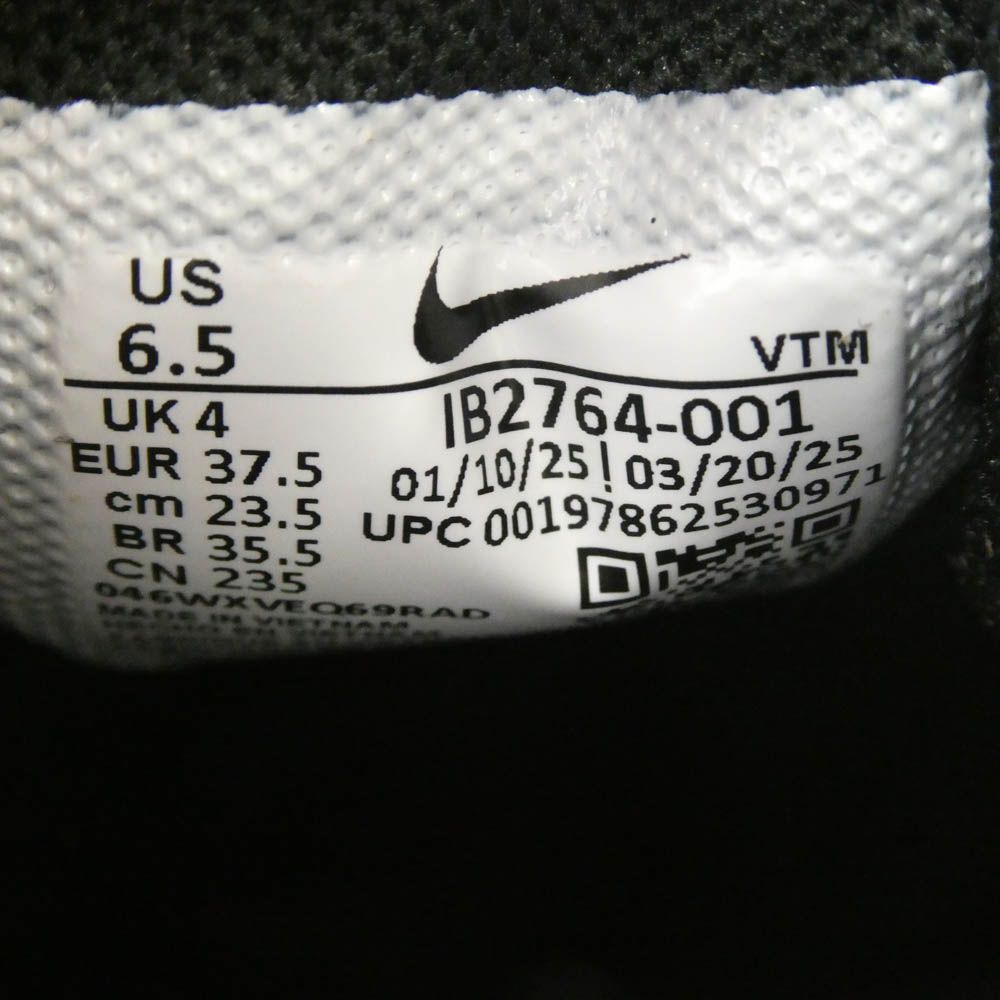 US
6.5
VTM
UK 4
EUR 37.5
cm 23.5
BR 35.5
CN 235
IB2764-001
01/10/25! 03/20/25
UPC 00197862530971
046WXVEQ69RAD
MADE IN VIETNAM